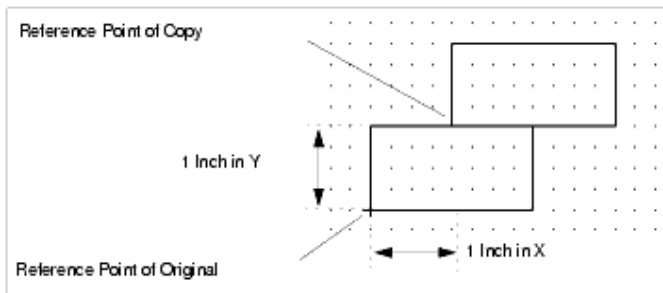 Reference Point of Copy
1 Inch in Y
1 Inch in X
Reference Point of Original